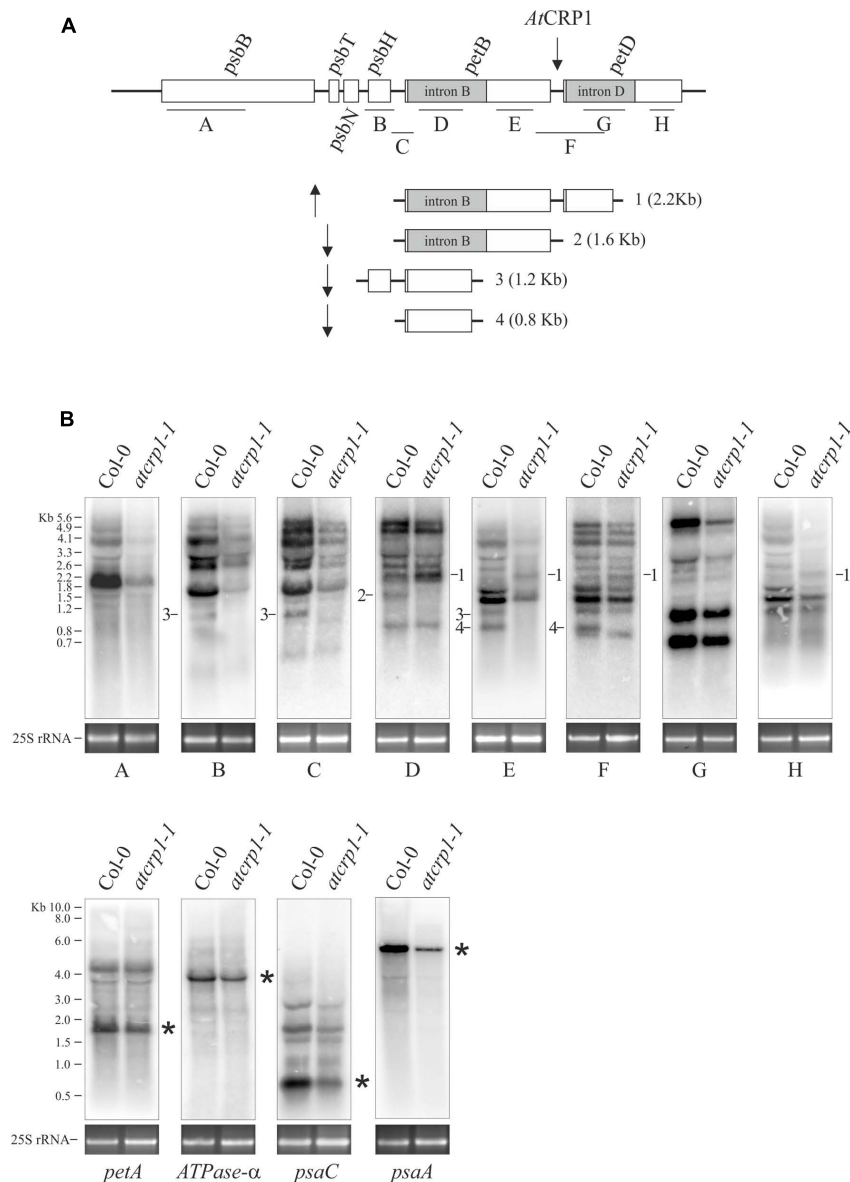 A
AtCRP1
psbB psbT psbH petB petD
intron B intron D
psbN
A B D E G H
C F
intron B 1 (2.2Kb)
intron B 2 (1.6 Kb)
3 (1.2 Kb)
4 (0.8 Kb)
B
Col-0 atcrp1-1 Col-0 atcrp1-1 Col-0 atcrp1-1 Col-0 atcrp1-1 Col-0 atcrp1-1 Col-0 atcrp1-1 Col-0 atcrp1-1 Col-0 atcrp1-1
Kb 5.6
4.9
4.1
3.3
2.6
2.2 1 1 1
1.8
1.5 2
1.2 3 3 3
0.8 4 4
0.7
25S rRNA
A B C D E F G H
Col-0 atcrp1-1 Col-0 atcrp1-1 Col-0 atcrp1-1 Col-0 atcrp1-1
Kb 10.0
8.0
6.0 *
4.0 *
3.0
2.0 *
1.5
1.0
0.5 *
25S rRNA
petA ATPase-α psaC psaA